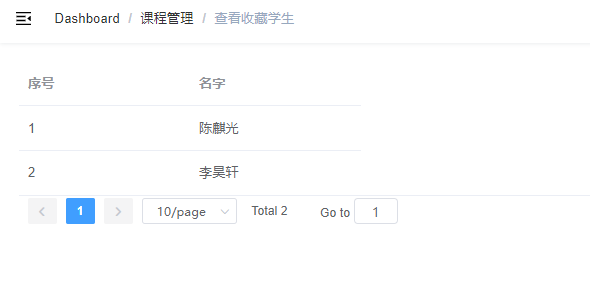 Dashboard / 课程管理 / 查看收藏学生
序号 名字
1 陈麒光
2 李昊轩
1 10/page Total 2 Go to 1